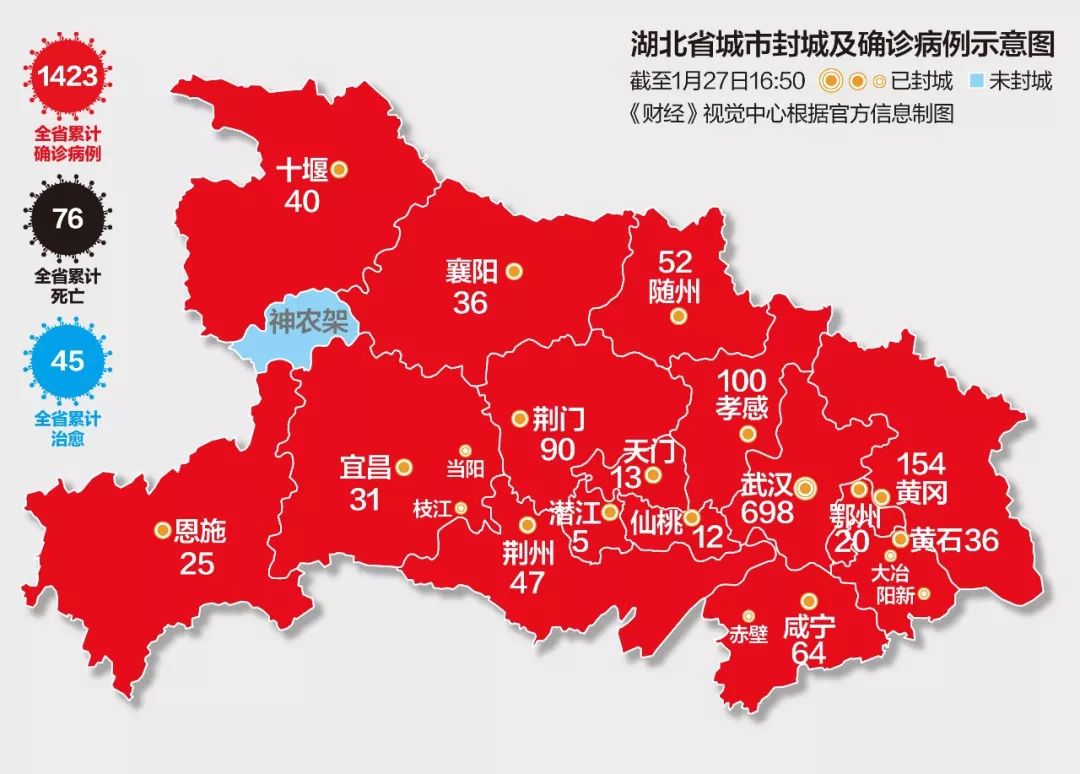 湖北省城市封城及确诊病例示意图
截至1月27日16:50 已封城 未封城
《财经》视觉中心根据官方信息制图
1423
全省累计
确诊病例
76
全省累计
死亡
45
全省累计
治愈
十堰
40
襄阳
36
52
随州
神农架
100
孝感
荆门
90
天门
13
宜昌
31
当阳
枝江
荆州
47
潜江
5
仙桃
12
武汉
698
鄂州
20
154
黄冈
黄石36
大冶
阳新
恩施
25
赤壁
咸宁
64